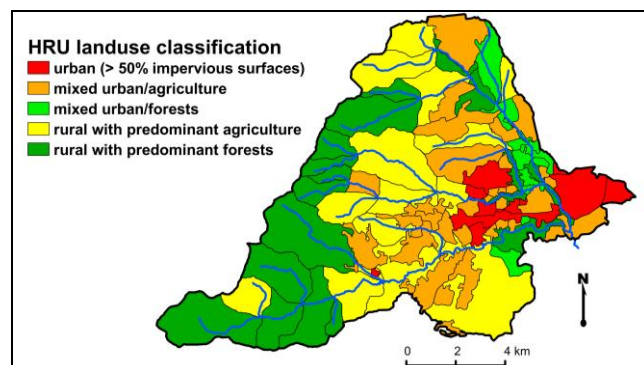 HRU landuse classification
urban (> 50% impervious surfaces)
mixed urban/agriculture
mixed urban/forests
rural with predominant agriculture
rural with predominant forests
N
0 2 4 km